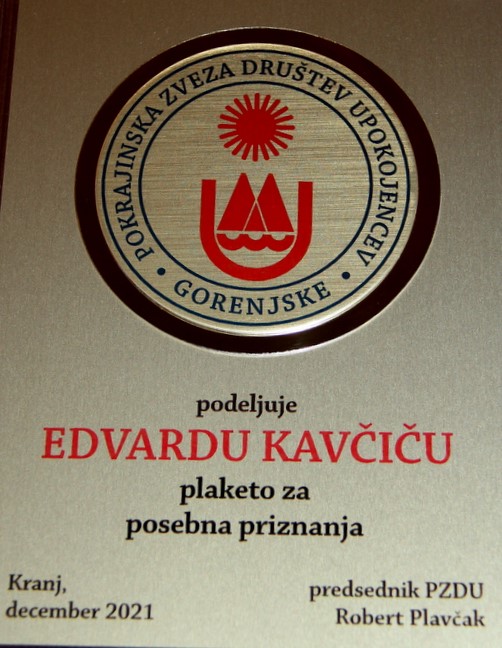 POKRAJINSKA ZVEZA DRUŠTEV UPOKOJENCEV
• GORENJSKE •
podeljuje
EDVARDU KAVČIČU
plaketo za
posebna priznanja
Kranj,
december 2021
predsednik PZDU
Robert Plavčak